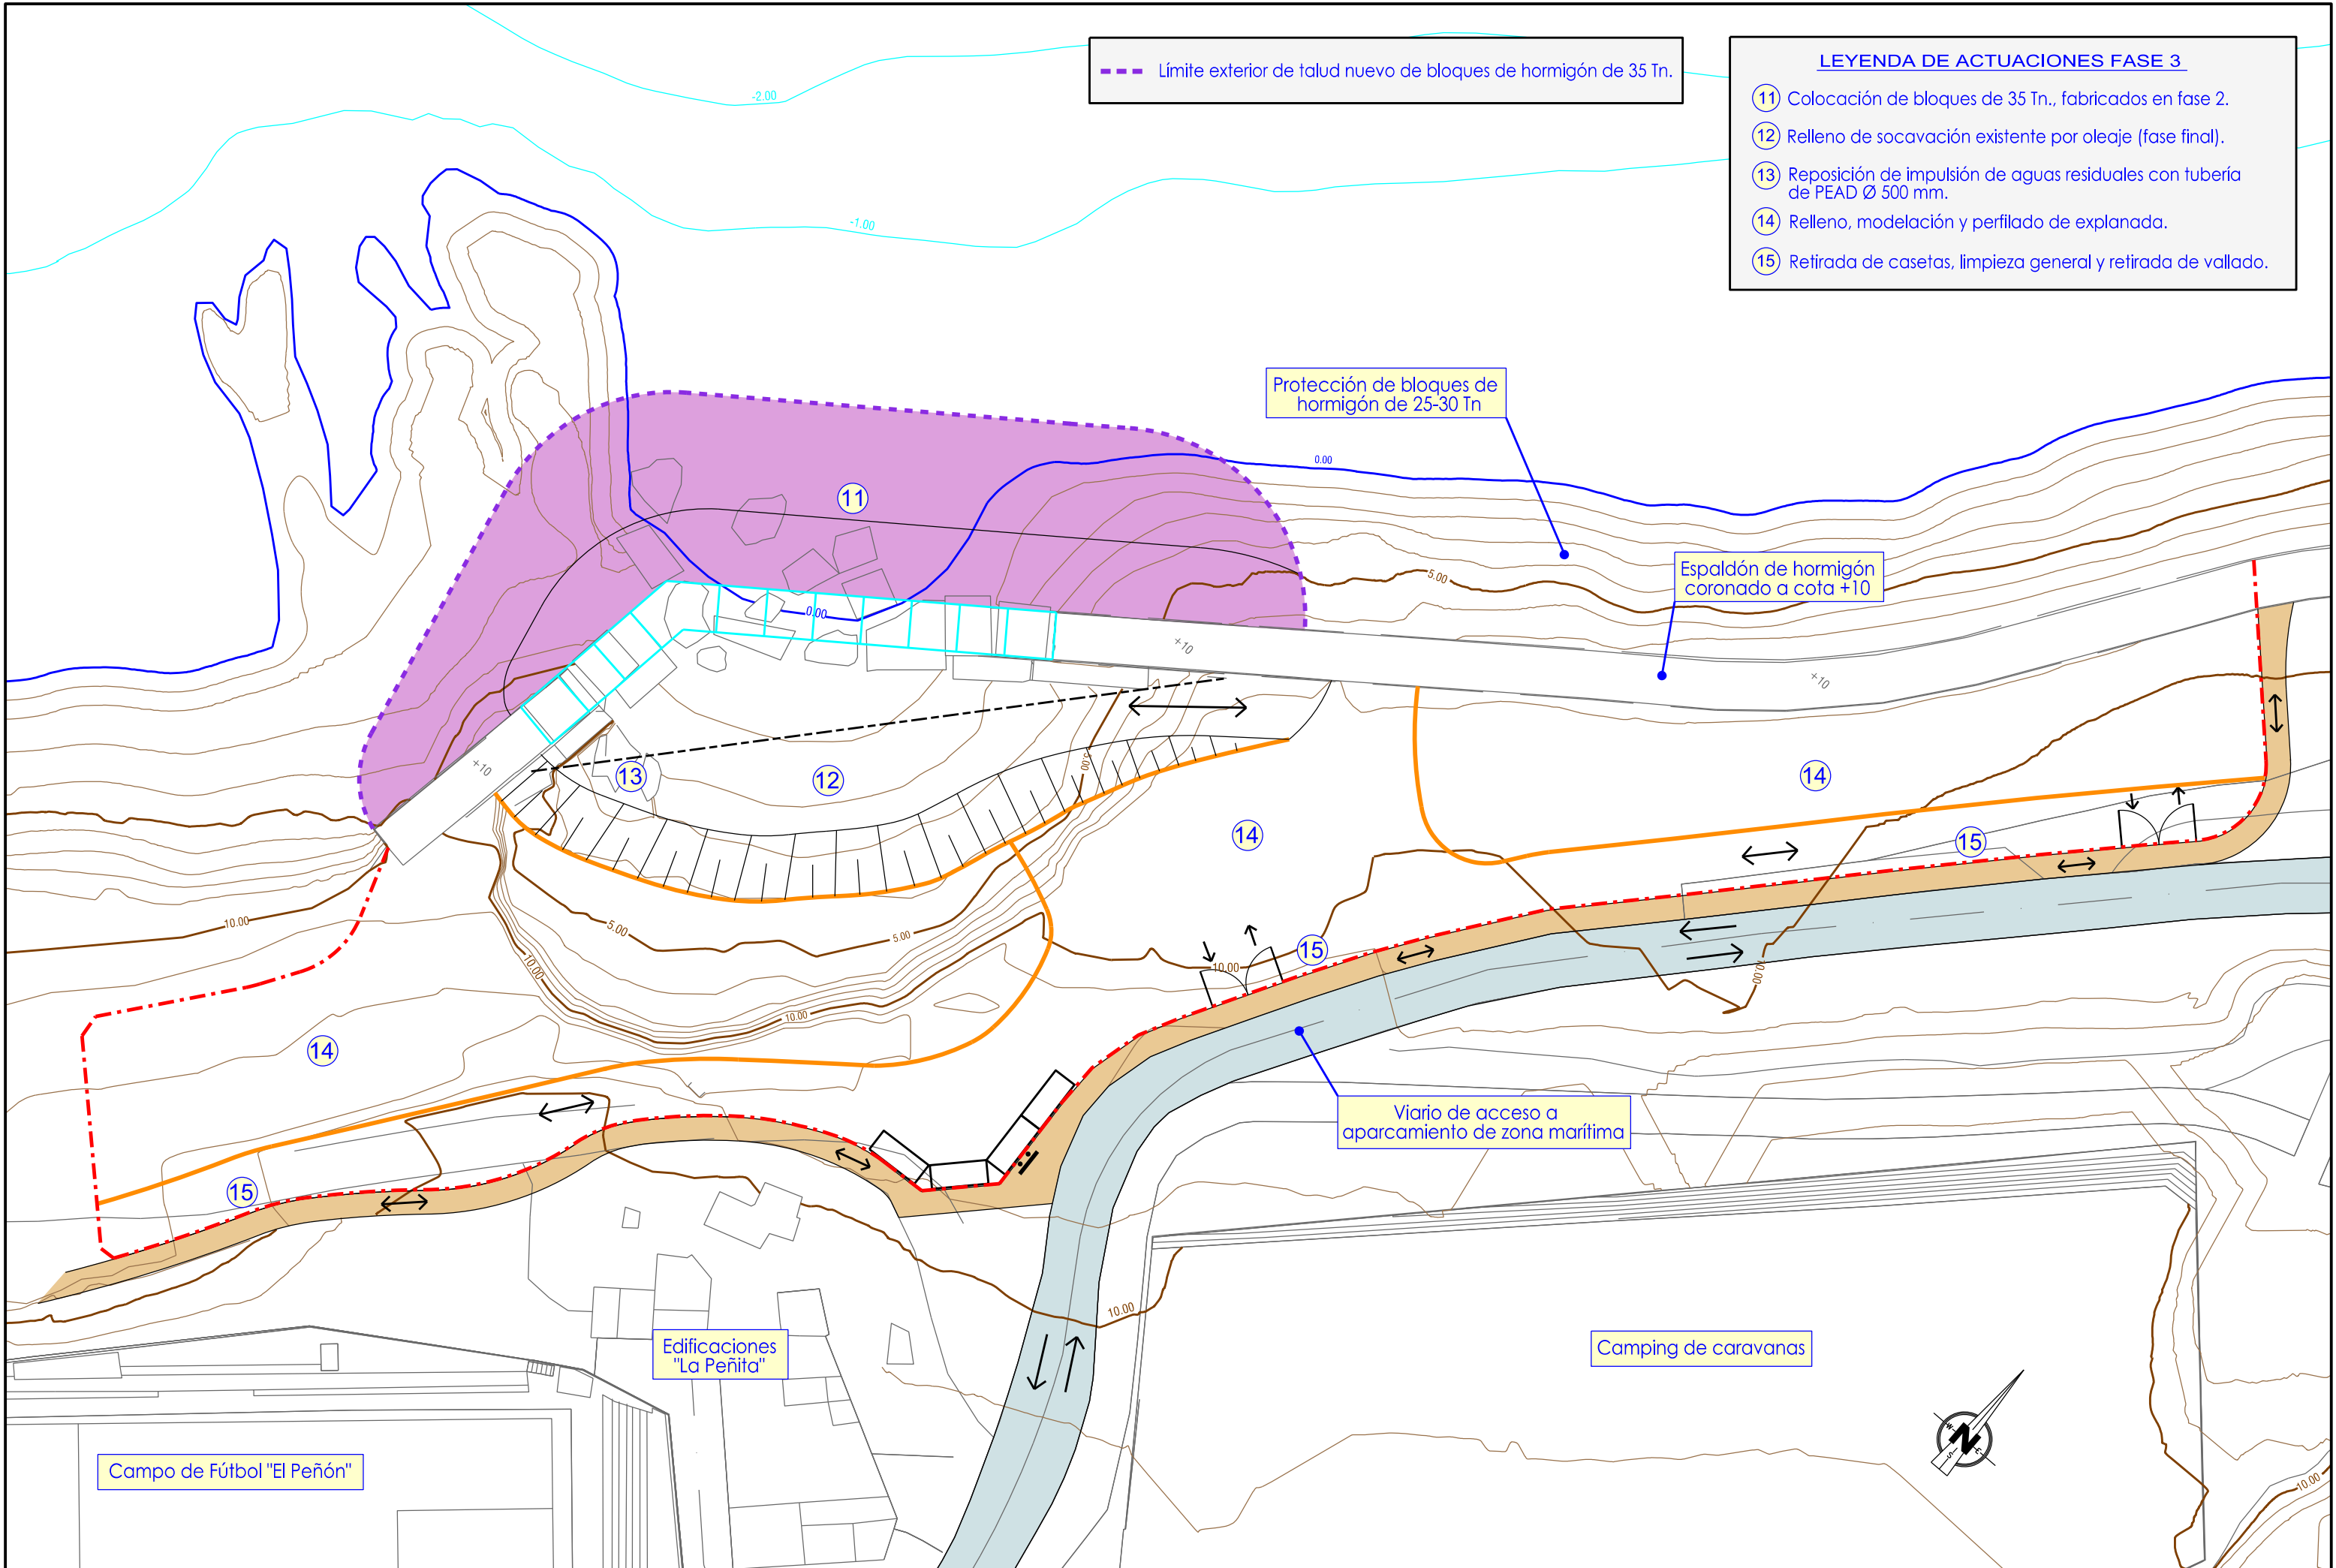 Límite exterior de talud nuevo de bloques de hormigón de 35 Tn.
LEYENDA DE ACTUACIONES FASE 3
11 Colocación de bloques de 35 Tn., fabricados en fase 2.
12 Relleno de socavación existente por oleaje (fase final).
13 Reposición de impulsión de aguas residuales con tubería
de PEAD Ø 500 mm.
14 Relleno, modelación y perfilado de explanada.
15 Retirada de casetas, limpieza general y retirada de vallado.
-2.00
-1.00
Protección de bloques de
hormigón de 25-30 Tn
0.00
11
5.00
Espaldón de hormigón
coronado a cota +10
0.00
+10
+10
+10
13
12
5.00
14
14
15
10.00
5.00
5.00
15
10.00
10.00
10.00
10.00
14
Viario de acceso a
aparcamiento de zona marítima
15
10.00
Edificaciones
"La Peñita"
Camping de caravanas
Campo de Fútbol "El Peñón"
N
W
E
S
10.00